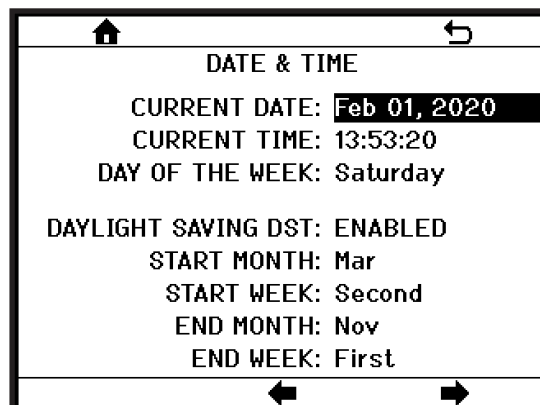 DATE & TIME
CURRENT DATE: Feb 01, 2020
CURRENT TIME: 13:53:20
DAY OF THE WEEK: Saturday
DAYLIGHT SAVING DST: ENABLED
START MONTH: Mar
START WEEK: Second
END MONTH: Nov
END WEEK: First